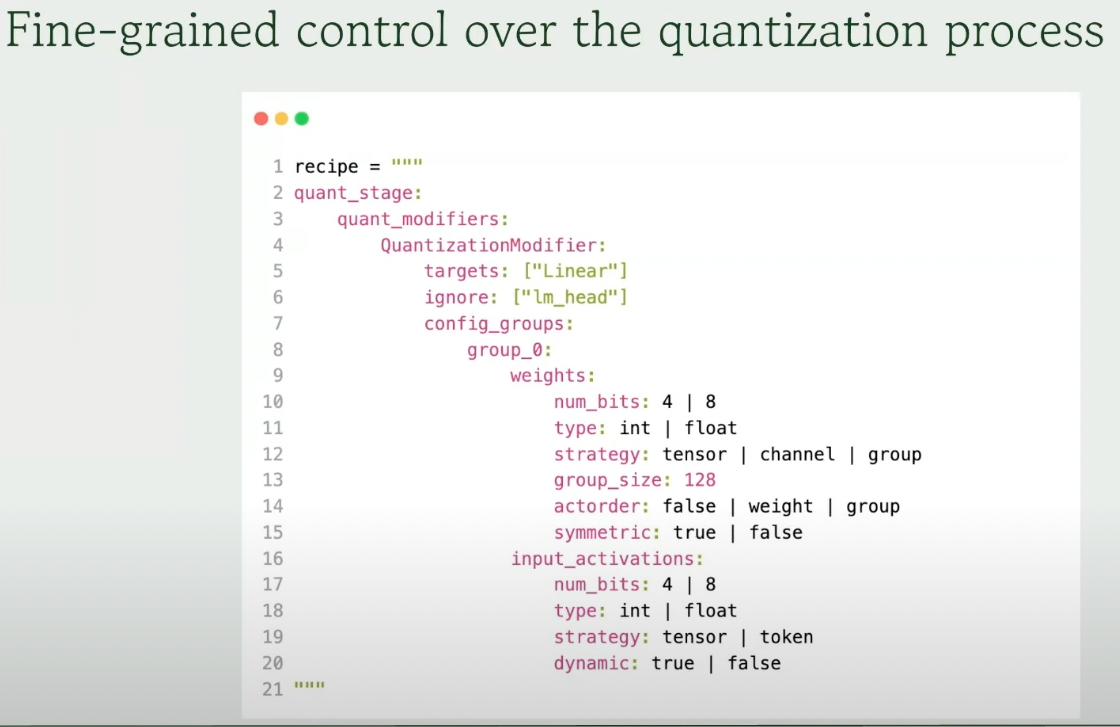 Fine-grained control over the quantization process
1 recipe = """
2 quant_stage:
3     quant_modifiers:
4         QuantizationModifier:
5             targets: ["Linear"]
6             ignore: ["lm_head"]
7             config_groups:
8                 group_0:
9                     weights:
10                         num_bits: 4 | 8
11                         type: int | float
12                         strategy: tensor | channel | group
13                         group_size: 128
14                         actorder: false | weight | group
15                         symmetric: true | false
16                     input_activations:
17                         num_bits: 4 | 8
18                         type: int | float
19                         strategy: tensor | token
20                         dynamic: true | false
21 """